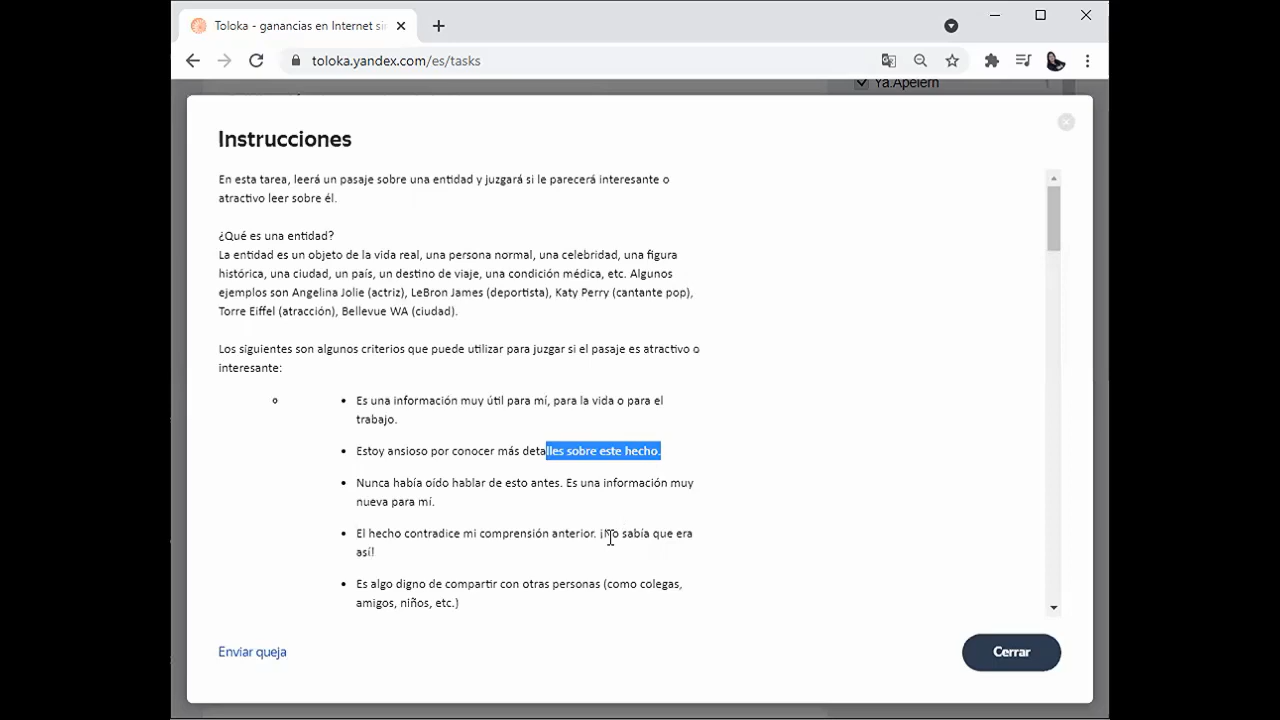 Toloka - ganancias en Internet si
toloka.yandex.com/es/tasks
Ya.Apelern
Instrucciones
En esta tarea, leerá un pasaje sobre una entidad y juzgará si le parecerá interesante o
atractivo leer sobre él.
¿Qué es una entidad?
La entidad es un objeto de la vida real, una persona normal, una celebridad, una figura
histórica, una ciudad, un país, un destino de viaje, una condición médica, etc. Algunos
ejemplos son Angelina Jolie (actriz), LeBron James (deportista), Katy Perry (cantante pop),
Torre Eiffel (atracción), Bellevue WA (ciudad).
Los siguientes son algunos criterios que puede utilizar para juzgar si el pasaje es atractivo o
interesante:
Es una información muy útil para mí, para la vida o para el
trabajo.
Estoy ansioso por conocer más detalles sobre este hecho.
Nunca había oído hablar de esto antes. Es una información muy
nueva para mí.
El hecho contradice mi comprensión anterior. ¡No sabía que era
así!
Es algo digno de compartir con otras personas (como colegas,
amigos, niños, etc.)
Enviar queja
Cerrar